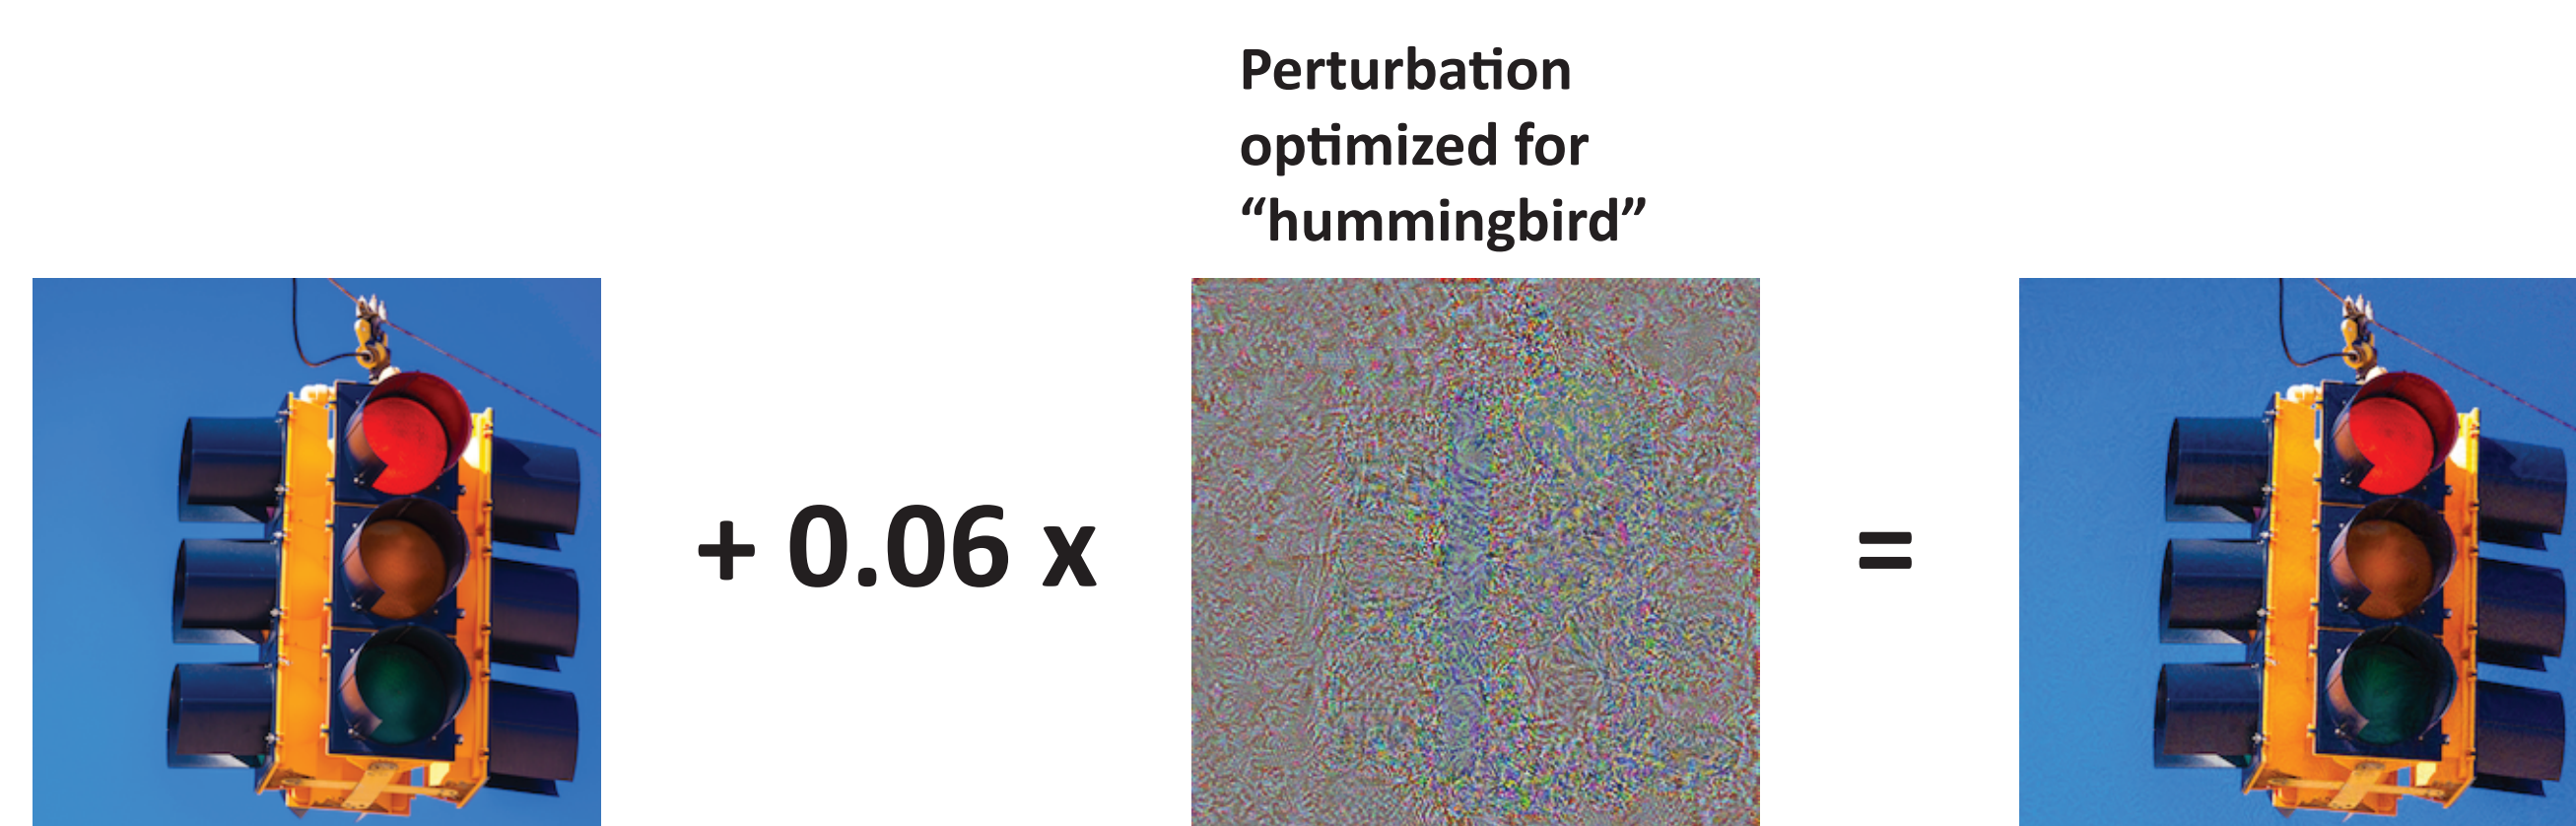 Perturbation
optimized for
“hummingbird”
+ 0.06 x
=